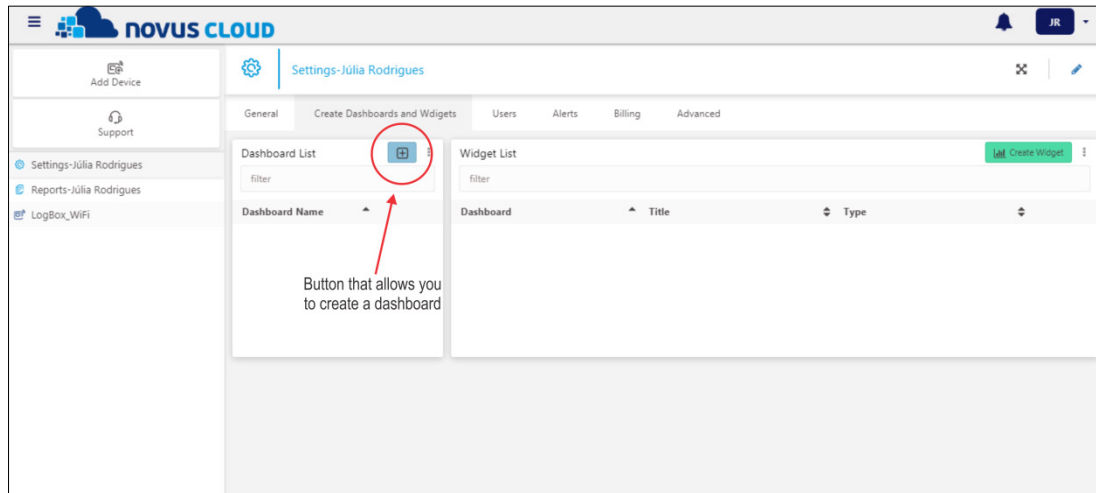 NOVUS CLOUD
JR
Add Device
Support
Settings-Júlia Rodrigues
Reports-Júlia Rodrigues
LogBox_WiFi
Settings-Júlia Rodrigues
General Create Dashboards and Wdigets Users Alerts Billing Advanced
Dashboard List
filter
Dashboard Name
Button that allows you
to create a dashboard
Widget List Create Widget
filter
Dashboard Title Type